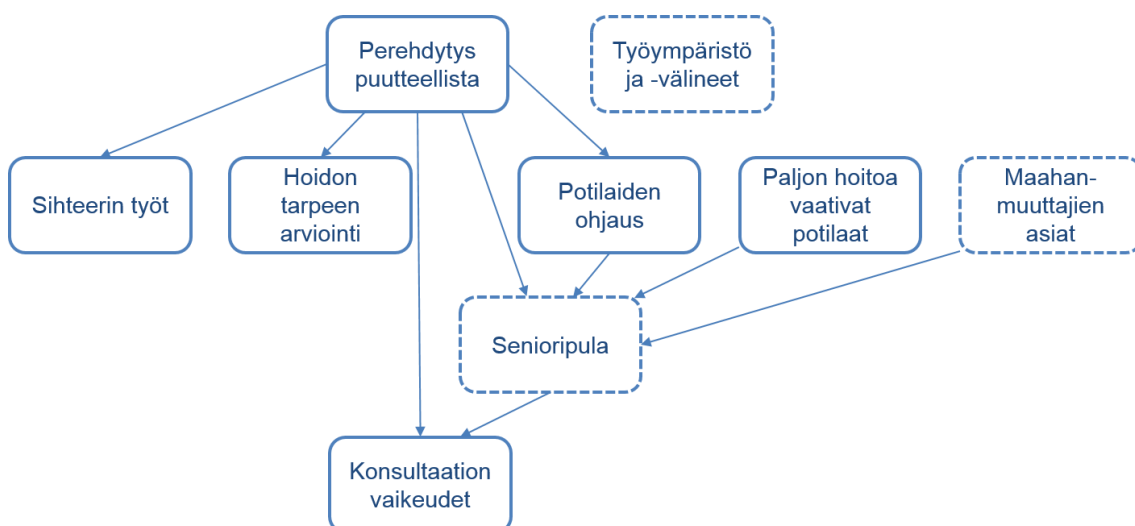 Perehdytys
puutteellista
Työympäristö
ja -välineet
Sihteerin työt
Hoidon
tarpeen
arviointi
Potilaiden
ohjaus
Paljon hoitoa
vaativat
potilaat
Maahan-
muuttajien
asiat
Senioripula
Konsultaation
vaikeudet